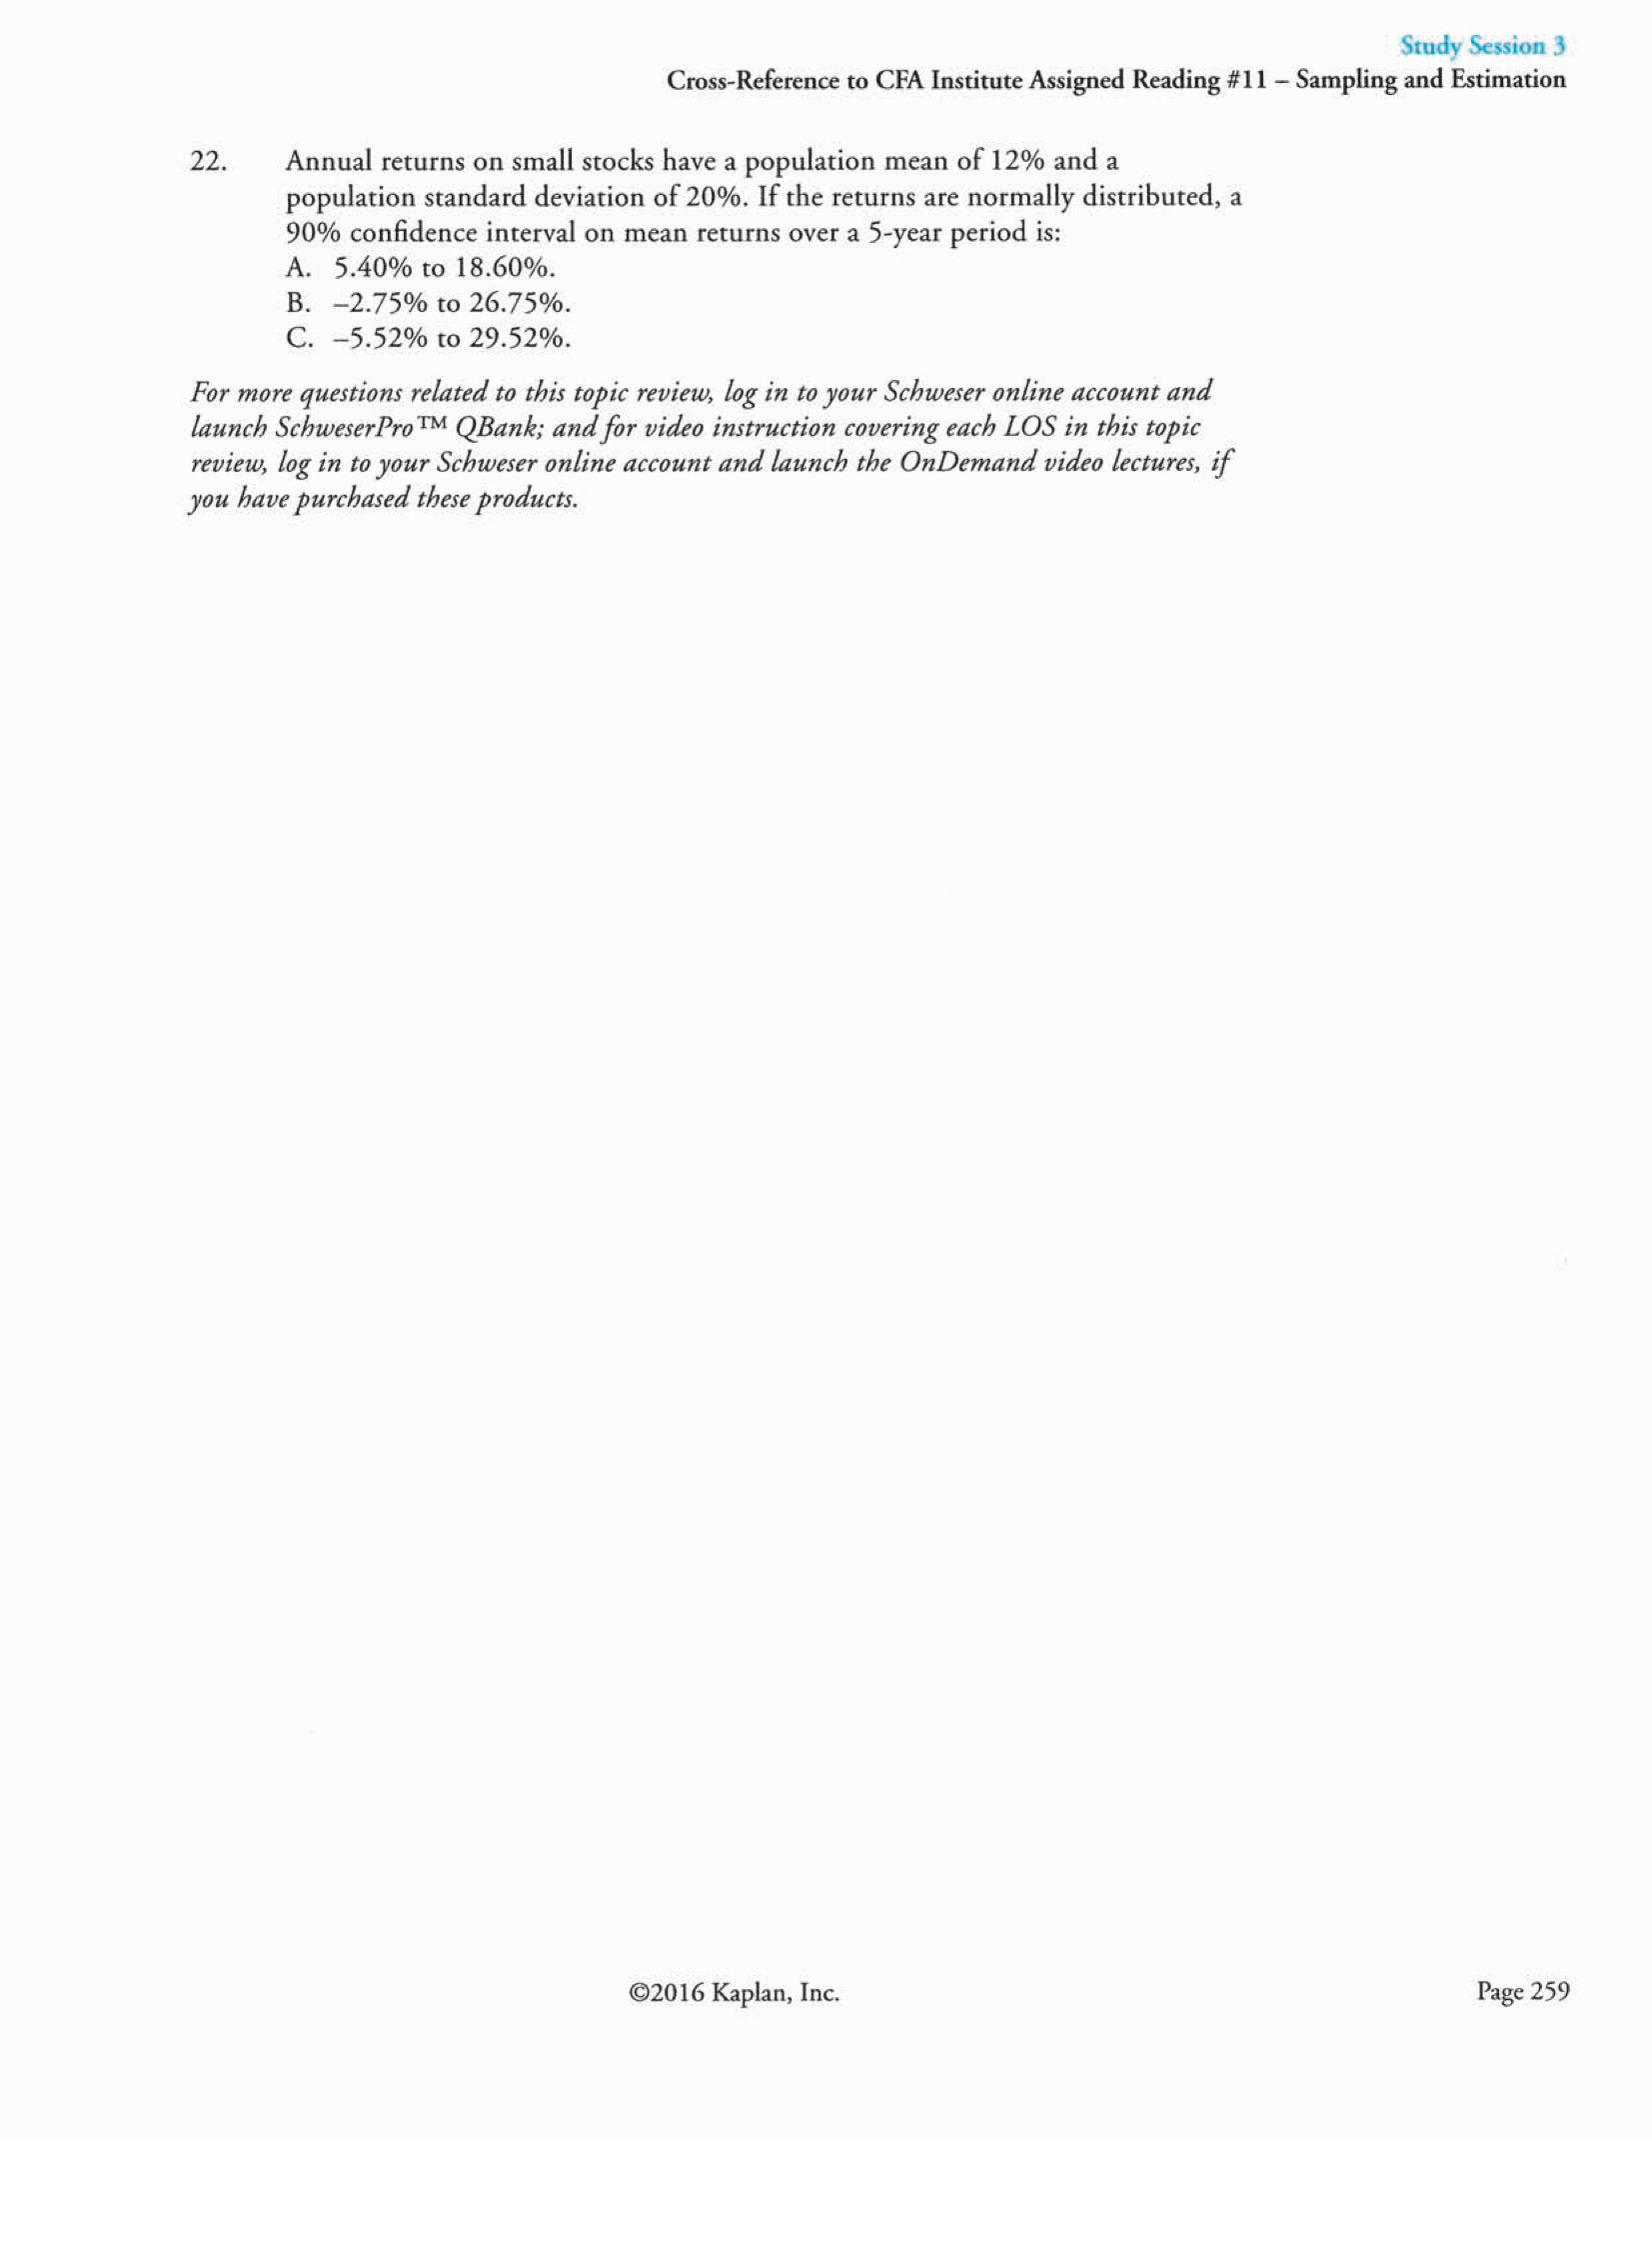 Study Session 3
Cross-Reference to CFA Institute Assigned Reading #11 – Sampling and Estimation
22. Annual returns on small stocks have a population mean of 12% and a
population standard deviation of 20%. If the returns are normally distributed, a
90% confidence interval on mean returns over a 5-year period is:
A. 5.40% to 18.60%.
B. –2.75% to 26.75%.
C. –5.52% to 29.52%.
For more questions related to this topic review, log in to your Schweser online account and
launch SchweserPro™ QBank; and for video instruction covering each LOS in this topic
review, log in to your Schweser online account and launch the OnDemand video lectures, if
you have purchased these products.
©2016 Kaplan, Inc.
Page 259